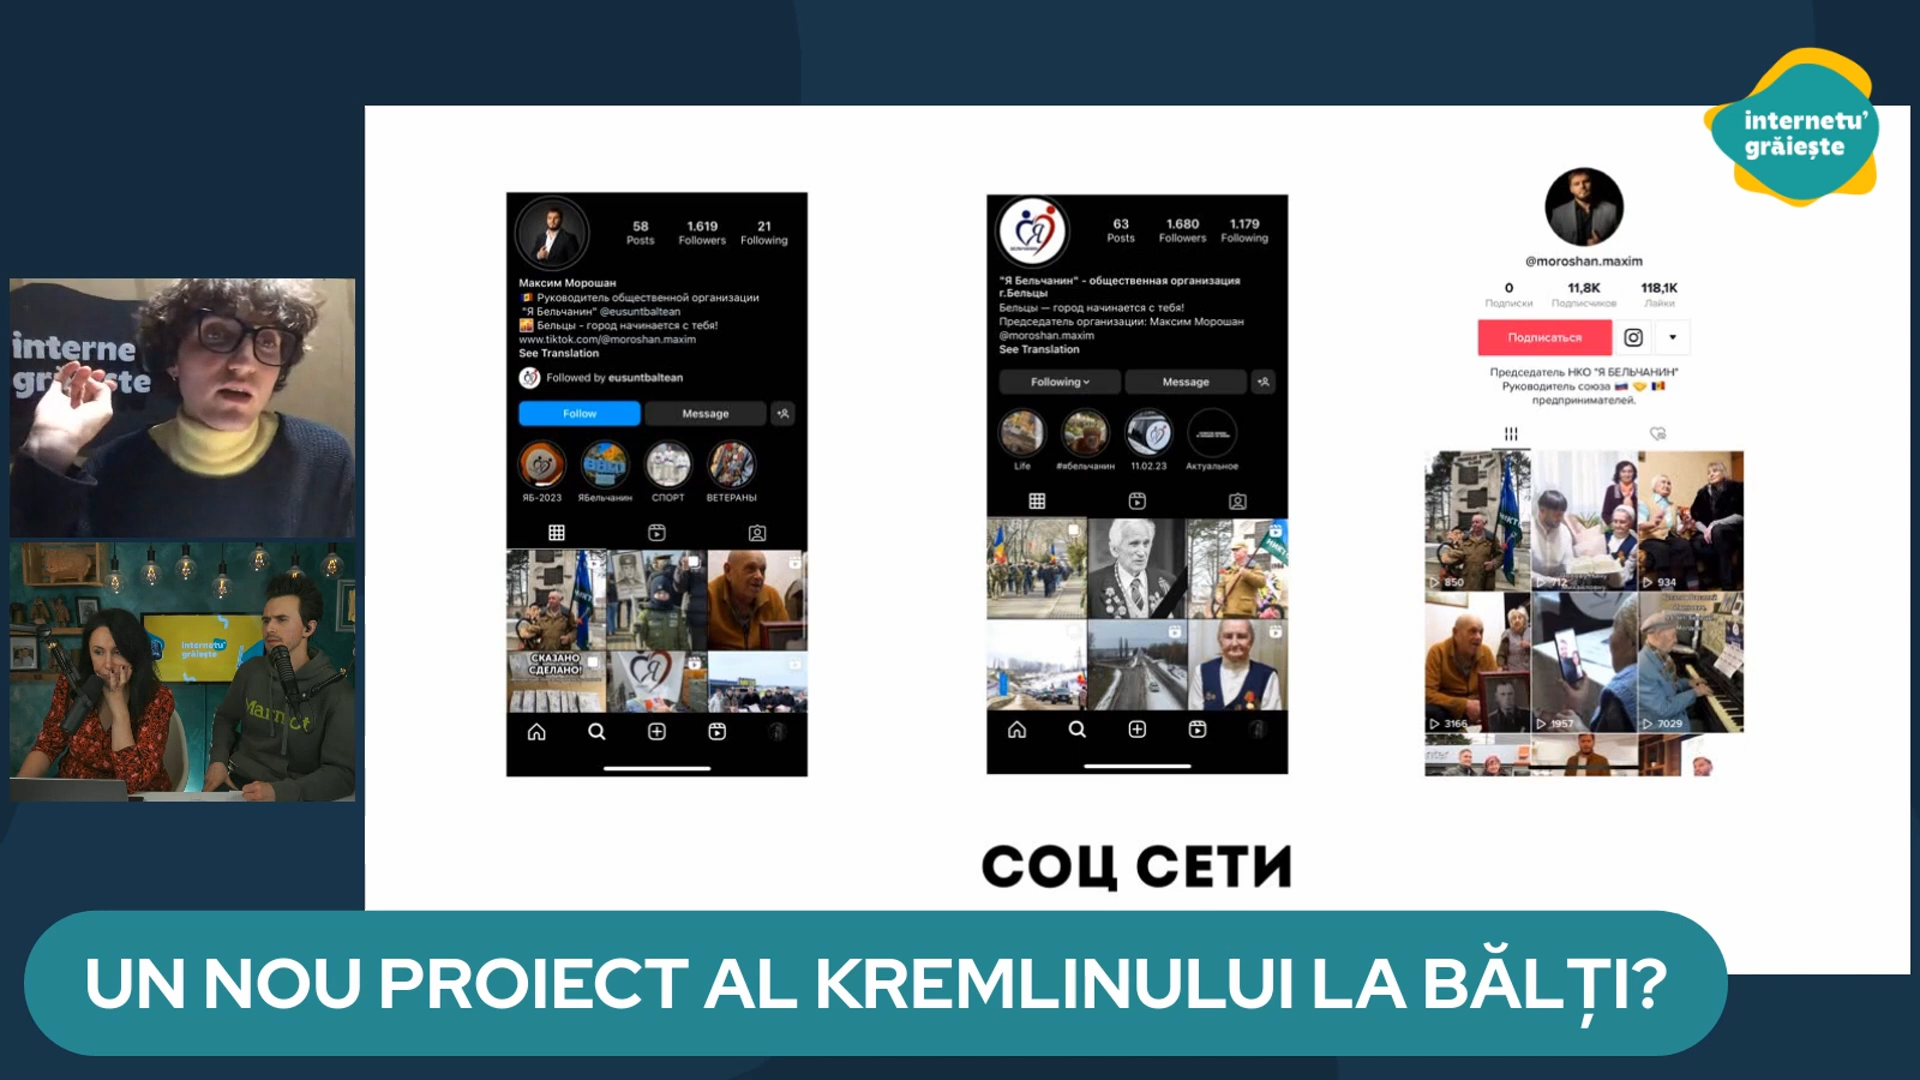 internetu'
grăiește
58 1.619 21
Posts Followers Following
Максим Морошан
🇲🇩 Руководитель общественной организации
"Я Бельчанин" @eusuntbaltean
🌇 Бельцы - город начинается с тебя!
www.tiktok.com/@moroshan.maxim
See Translation
Followed by eusuntbaltean
Follow Message
ЯБ-2023 ЯБельчанин СПОРТ ВЕТЕРАНЫ
СКАЗАНО
СДЕЛАНО!
63 1.680 1.179
Posts Followers Following
"Я Бельчанин" - общественная организация
г.Бельцы
Бельцы — город начинается с тебя!
Председатель организации: Максим Морошан
@moroshan.maxim
See Translation
Following Message
Life #ябельчанин 11.02.23 Актуальное
@moroshan.maxim
0 11,8K 118,1K
Подписки Подписчиков Лайки
Подписаться
Председатель НКО "Я БЕЛЬЧАНИН"
Руководитель союза 🇷🇺 🤝 🇲🇩
предпринимателей.
850 712 934
3166 1957 7029
interne
internetu'
grăiește
СОЦ СЕТИ
UN NOU PROIECT AL KREMLINULUI LA BĂLȚI?